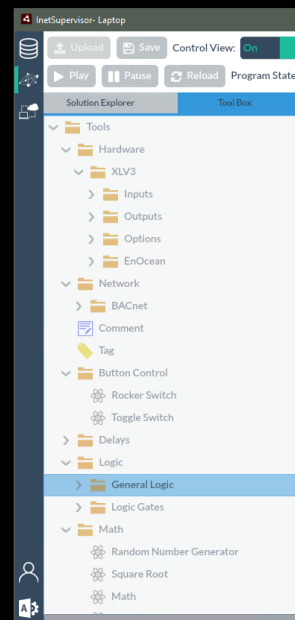 InetSupervisor- Laptop
Upload Save Control View: On
Play Pause Reload Program State
Solution Explorer Tool Box
Tools
Hardware
XLV3
Inputs
Outputs
Options
EnOcean
Network
BACnet
Comment
Tag
Button Control
Rocker Switch
Toggle Switch
Delays
Logic
General Logic
Logic Gates
Math
Random Number Generator
Square Root
Math